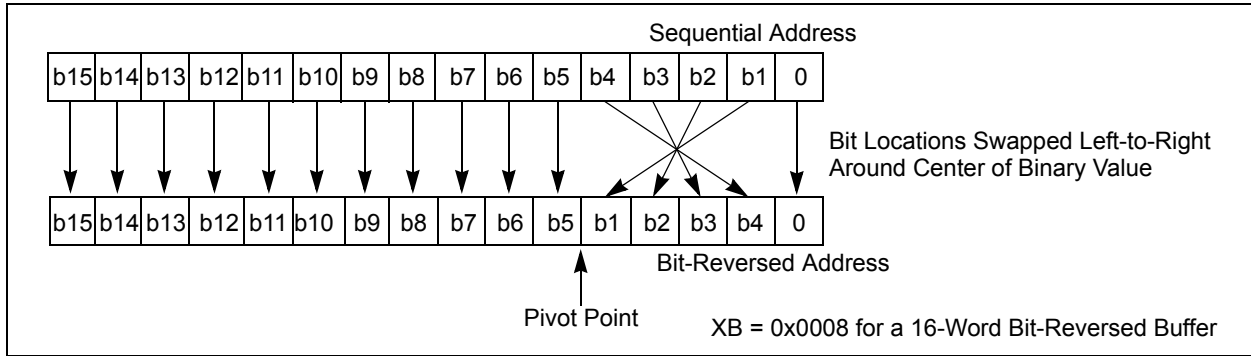 Sequential Address
b15 b14 b13 b12 b11 b10 b9 b8 b7 b6 b5 b4 b3 b2 b1 0
Bit Locations Swapped Left-to-Right
Around Center of Binary Value
b15 b14 b13 b12 b11 b10 b9 b8 b7 b6 b5 b1 b2 b3 b4 0
Bit-Reversed Address
Pivot Point
XB = 0x0008 for a 16-Word Bit-Reversed Buffer